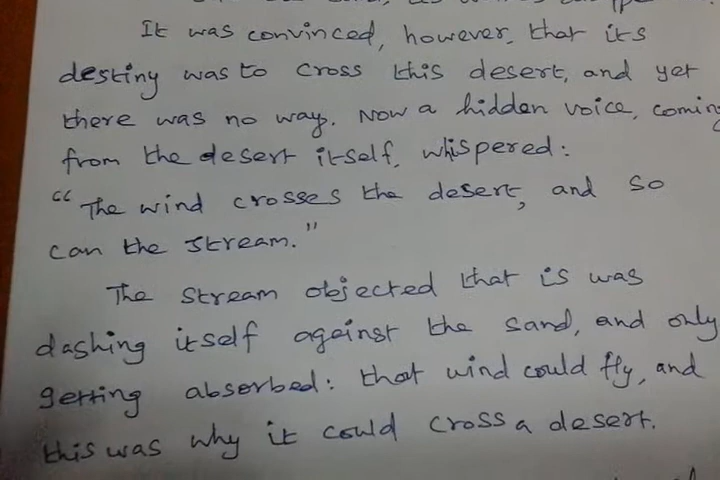 It was convinced, however, that its
destiny was to cross this desert, and yet
there was no way. Now a hidden voice, coming
from the desert itself, whispered:
"The wind crosses the desert, and so
can the stream."
The stream objected that is was
dashing itself against the sand, and only
getting absorbed: that wind could fly, and
this was why it could cross a desert.